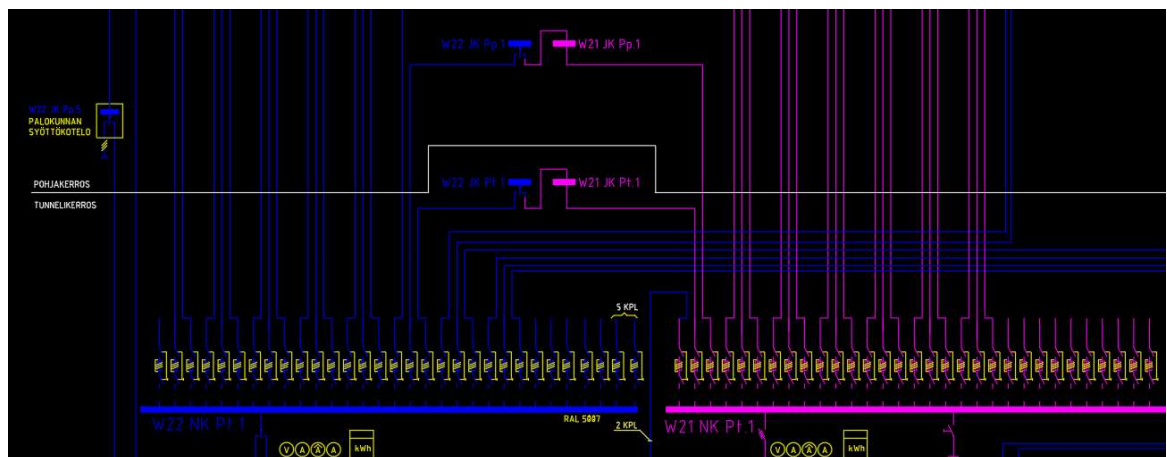 W22 JK Pp.1
W21 JK Pp.1
W22 JK Pp.5
PALOKUNNAN
SYÖTTÖKOTELO
POHJAKERROS
W22 JK Pt.1
W21 JK Pt.1
TUNNELIKERROS
5 KPL
W22 NK Pt.1
RAL 5007
2 KPL
W21 NK Pt.1
V A A A
kWh
V A A A
kWh